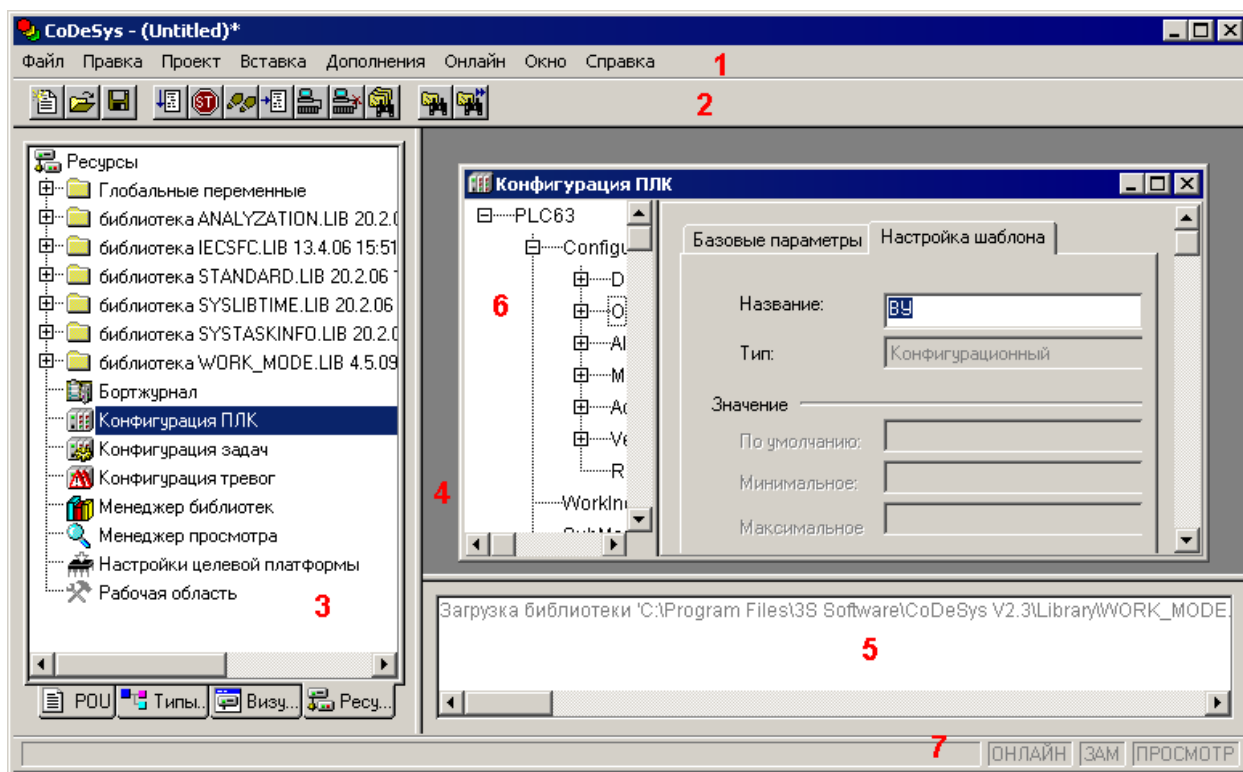 CoDeSys - (Untitled)*
Файл Правка Проект Вставка Дополнения Онлайн Окно Справка 1
ST 2
Ресурсы
Глобальные переменные
библиотека ANALYZATION.LIB 20.2.0
библиотека IECSFC.LIB 13.4.06 15:51
библиотека STANDARD.LIB 20.2.06
библиотека SYSLIBTIME.LIB 20.2.06
библиотека SYSTASKINFO.LIB 20.2.0
библиотека WORK_MODE.LIB 4.5.09
Бортжурнал
Конфигурация ПЛК
Конфигурация задач
Конфигурация тревог
Менеджер библиотек
Менеджер просмотра
Настройки целевой платформы
Рабочая область
3
POU Типы.. Визу... Ресу...
4
Конфигурация ПЛК
PLC63
Configu
D
O
AI
M
Ac
Ve
R
WorkInd
6
Базовые параметры Настройка шаблона
Название: ВУ
Тип: Конфигурационный
Значение
По умолчанию:
Минимальное:
Максимальное
Загрузка библиотеки 'C:\Program Files\3S Software\CoDeSys V2.3\Library\WORK_MODE.
5
7 ОНЛАЙН ЗАМ ПРОСМОТР